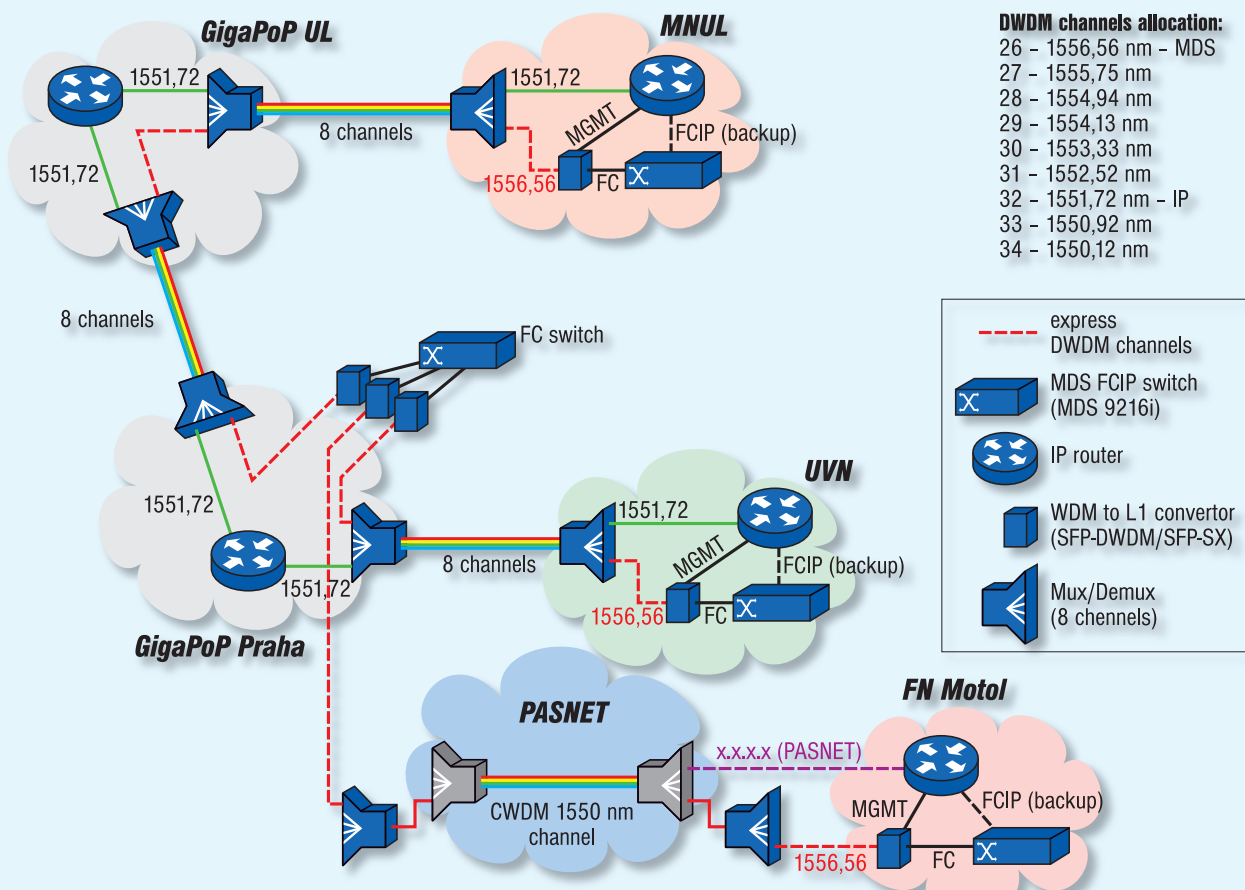 GigaPoP UL
MNUL
DWDM channels allocation:
26 – 1556,56 nm – MDS
27 – 1555,75 nm
28 – 1554,94 nm
29 – 1554,13 nm
30 – 1553,33 nm
31 – 1552,52 nm
32 – 1551,72 nm – IP
33 – 1550,92 nm
34 – 1550,12 nm
1551,72
1551,72
8 channels
MGMT
FCIP (backup)
1551,72
1556,56
FC
8 channels
FC switch
express
DWDM channels
MDS FCIP switch
(MDS 9216i)
IP router
WDM to L1 convertor
(SFP-DWDM/SFP-SX)
Mux/Demux
(8 chennels)
1551,72
1551,72
GigaPoP Praha
8 channels
UVN
1551,72
MGMT
FCIP (backup)
1556,56
FC
PASNET
CWDM 1550 nm
channel
x.x.x.x (PASNET)
FN Motol
MGMT
FCIP (backup)
1556,56
FC